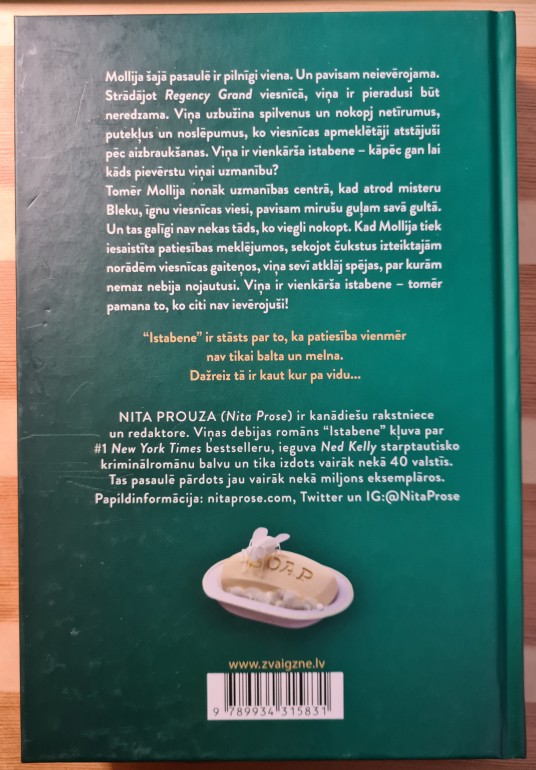 Mollija šajā pasaulē ir pilnīgi viena. Un pavisam neievērojama.
Strādājot Regency Grand viesnīcā, viņa ir pieradusi būt
neredzama. Viņa uzbužina spilvenus un nokopj netīrumus,
putekļus un noslēpumus, ko viesnīcas apmeklētāji atstājuši
pēc aizbraukšanas. Viņa ir vienkārša istabene – kāpēc gan lai
kāds pievērstu viņai uzmanību?
Tomēr Mollija nonāk uzmanības centrā, kad atrod misteru
Bleku, īgnu viesnīcas viesi, pavisam mirušu guļam savā gultā.
Un tas galīgi nav nekas tāds, ko viegli nokopt. Kad Mollija tiek
iesaistīta patiesības meklējumos, sekojot čukstus izteiktajām
norādēm viesnīcas gaiteņos, viņa sevī atklāj spējas, par kurām
nemaz nebija nojautusi. Viņa ir vienkārša istabene – tomēr
pamana to, ko citi nav ievērojuši!
“Istabene” ir stāsts par to, ka patiesība vienmēr
nav tikai balta un melna.
Dažreiz tā ir kaut kur pa vidu...
NITA PROUZA (Nita Prose) ir kanādiešu rakstniece
un redaktore. Viņas debijas romāns “Istabene” kļuva par
#1 New York Times bestselleru, ieguva Ned Kelly starptautisko
kriminālromānu balvu un tika izdots vairāk nekā 40 valstīs.
Tas pasaulē pārdots jau vairāk nekā miljons eksemplāros.
Papildinformācija: nitaprose.com, Twitter un IG:@NitaProse
SOAP
www.zvaigzne.lv
9 789934 315831